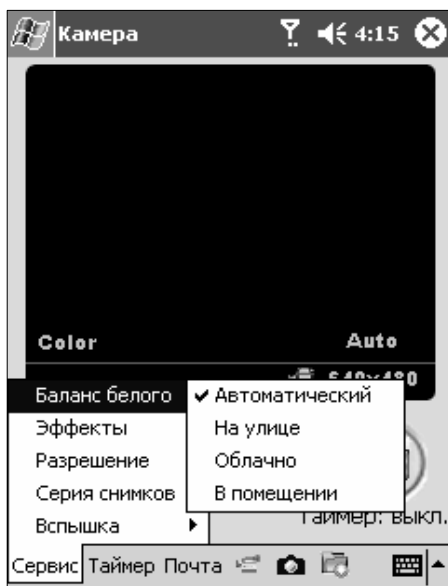 Камера 4:15
Color Auto
640x480
Баланс белого
Автоматический
Эффекты
На улице
Разрешение
Облачно
Серия снимков
В помещении
Вспышка
Таймер: выкл.
Сервис Таймер Почта